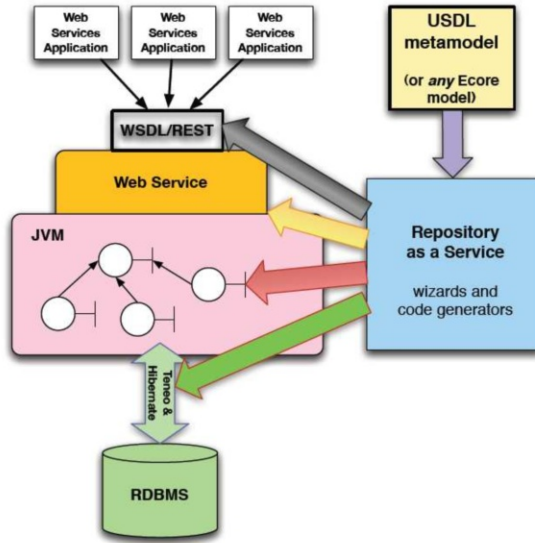 Web
Services
Application
Web
Services
Application
Web
Services
Application
USDL
metamodel
(or any Ecore
model)
WSDL/REST
Web Service
JVM
Repository
as a Service
wizards and
code generators
Teneo &
Hibernate
RDBMS